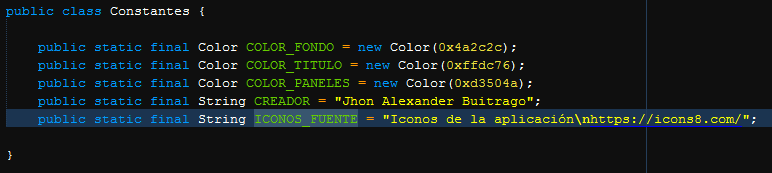 public class Constantes {
public static final Color COLOR_FONDO = new Color(0x4a2c2c);
public static final Color COLOR_TITULO = new Color(0xffdc76);
public static final Color COLOR_PANELES = new Color(0xd3504a);
public static final String CREADOR = "Jhon Alexander Buitrago";
public static final String ICONOS_FUENTE = "Iconos de la aplicación\nhttps://icons8.com/";
}